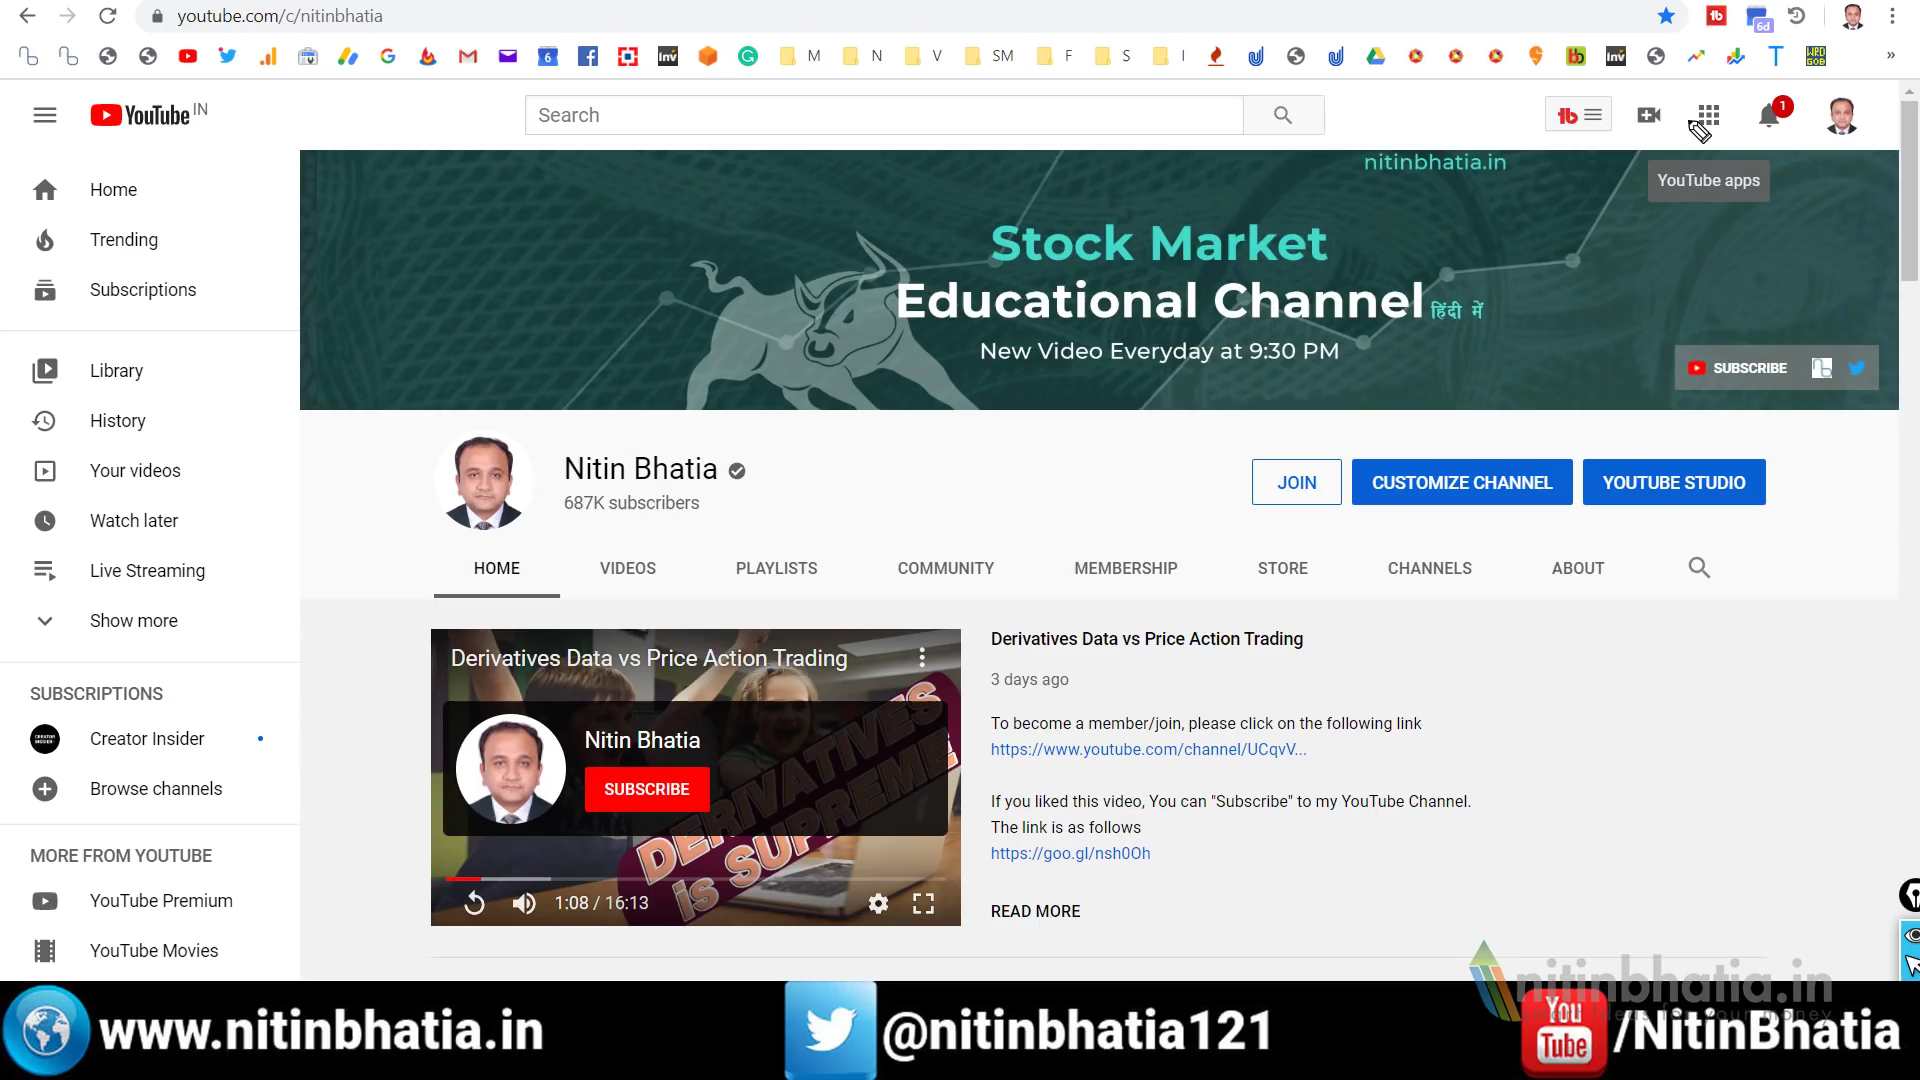 youtube.com/c/nitinbhatia
6d
6
M
N
V
SM
F
S
I
YouTube IN
Search
1
YouTube apps
Home
Trending
Subscriptions
Library
History
Your videos
Watch later
Live Streaming
Show more
SUBSCRIPTIONS
Creator Insider
Browse channels
MORE FROM YOUTUBE
YouTube Premium
YouTube Movies
nitinbhatia.in
Stock Market
Educational Channel हिंदी में
New Video Everyday at 9:30 PM
SUBSCRIBE
Nitin Bhatia
687K subscribers
JOIN
CUSTOMIZE CHANNEL
YOUTUBE STUDIO
HOME
VIDEOS
PLAYLISTS
COMMUNITY
MEMBERSHIP
STORE
CHANNELS
ABOUT
Derivatives Data vs Price Action Trading
Nitin Bhatia
SUBSCRIBE
DERIVATIVES
is SUPREME
1:08 / 16:13
Derivatives Data vs Price Action Trading
3 days ago
To become a member/join, please click on the following link
https://www.youtube.com/channel/UCqvV...
If you liked this video, You can "Subscribe" to my YouTube Channel.
The link is as follows
https://goo.gl/nsh0Oh
READ MORE
nitinbhatia.in
www.nitinbhatia.in
@nitinbhatia121
You
Tube
/NitinBhatia